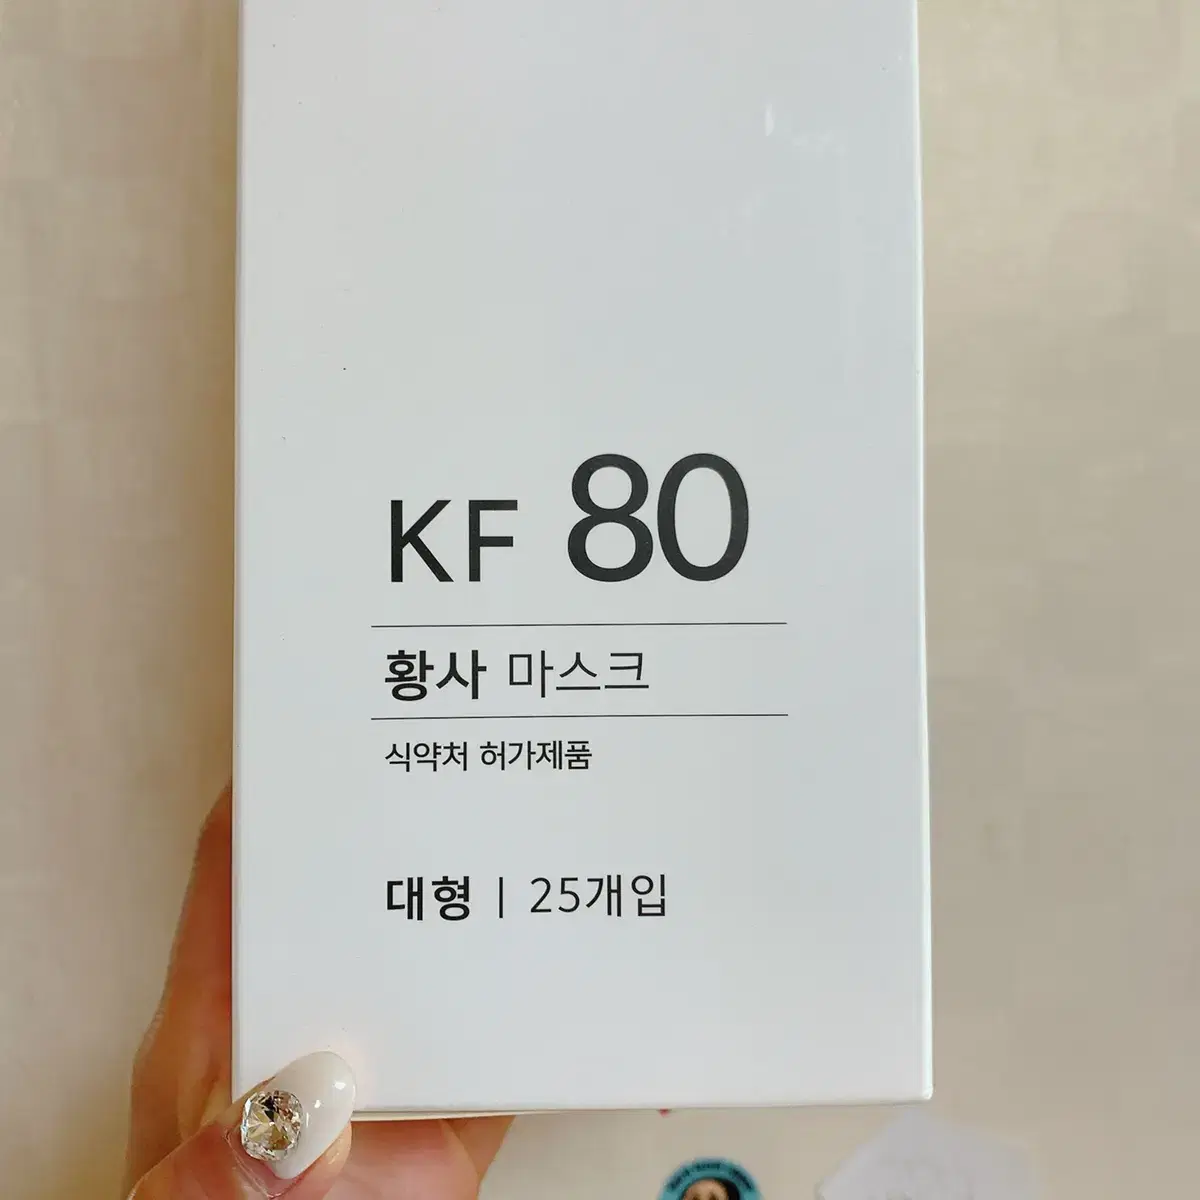 KF 80
황사 마스크
식약처 허가제품
대형 | 25개입